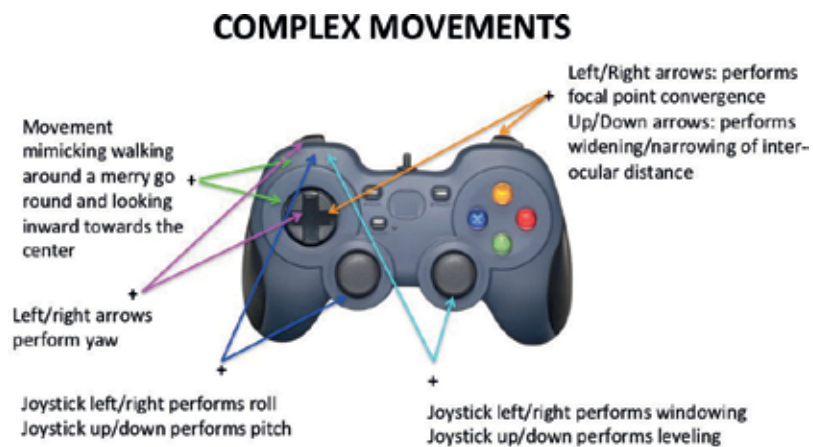 COMPLEX MOVEMENTS
Left/Right arrows: performs
focal point convergence
Up/Down arrows: performs
widening/narrowing of inter-
ocular distance
Movement
mimicking walking
around a merry go
round and looking
inward towards the
center
Left/right arrows
perform yaw
Joystick left/right performs roll
Joystick up/down performs pitch
Joystick left/right performs windowing
Joystick up/down performs leveling